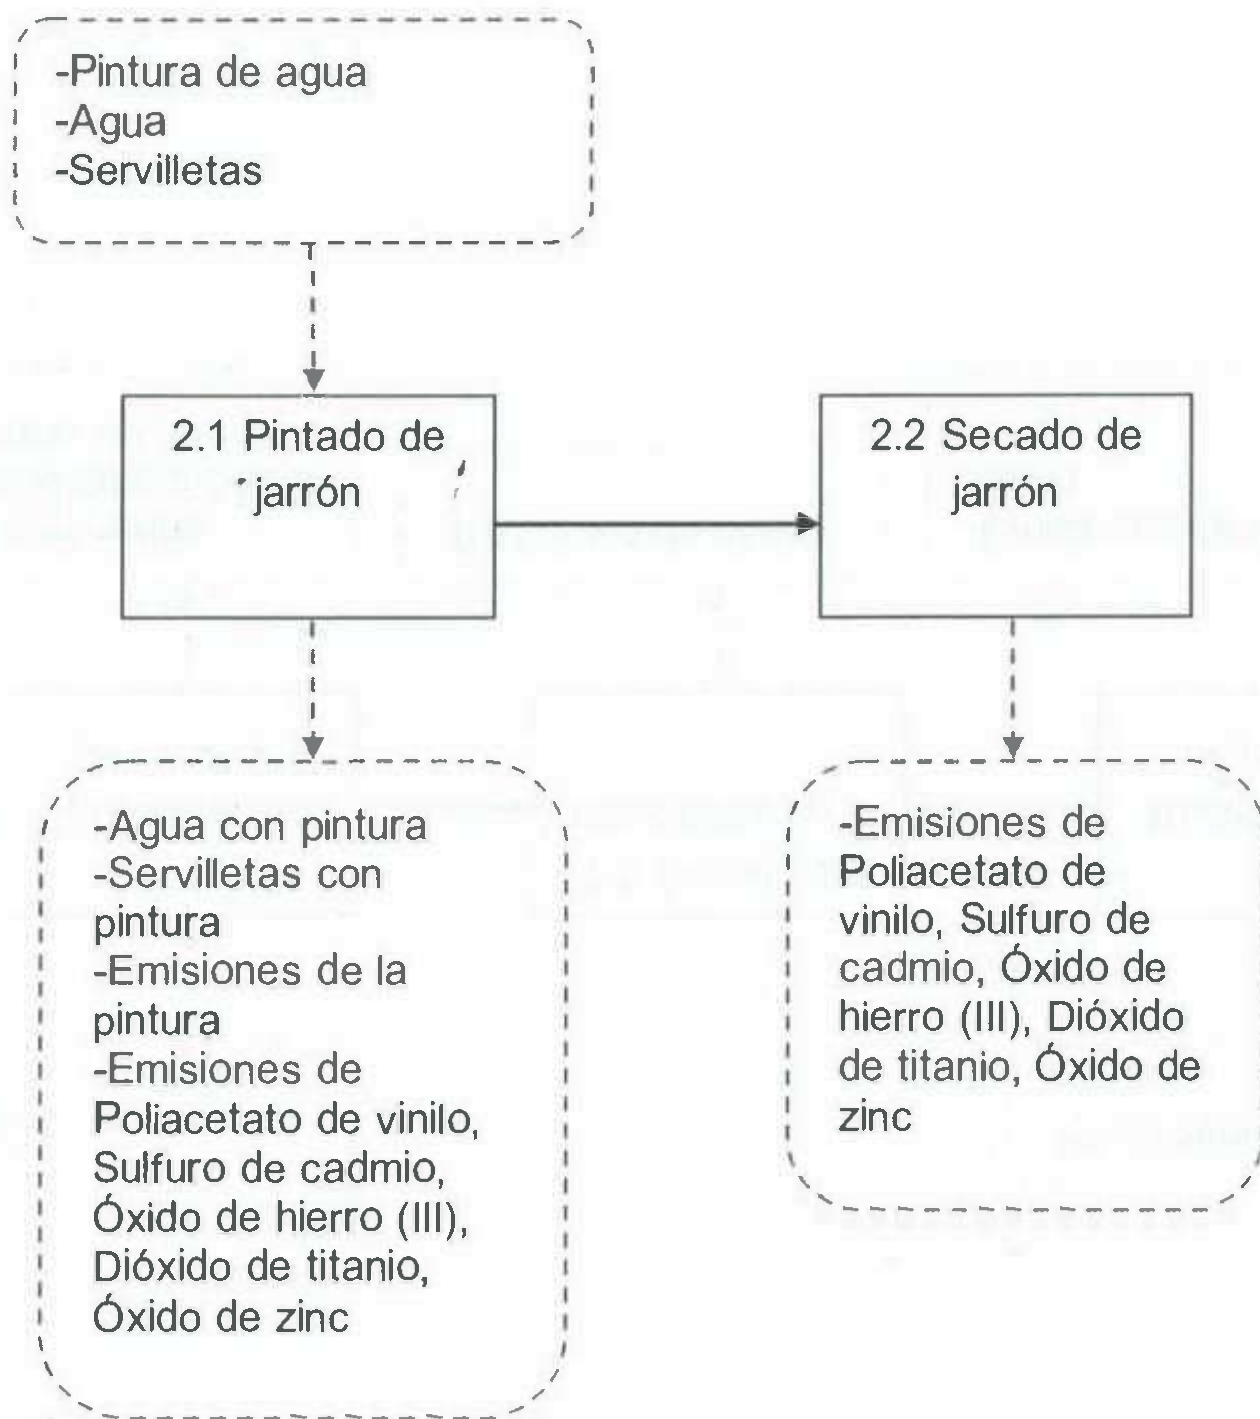 -Pintura de agua
-Agua
-Servilletas
2.1 Pintado de
jarrón
2.2 Secado de
jarrón
-Agua con pintura
-Servilletas con
pintura
-Emisiones de la
pintura
-Emisiones de
Poliacetato de vinilo,
Sulfuro de cadmio,
Óxido de hierro (III),
Dióxido de titanio,
Óxido de zinc
-Emisiones de
Poliacetato de
vinilo, Sulfuro de
cadmio, Óxido de
hierro (III), Dióxido
de titanio, Óxido de
zinc